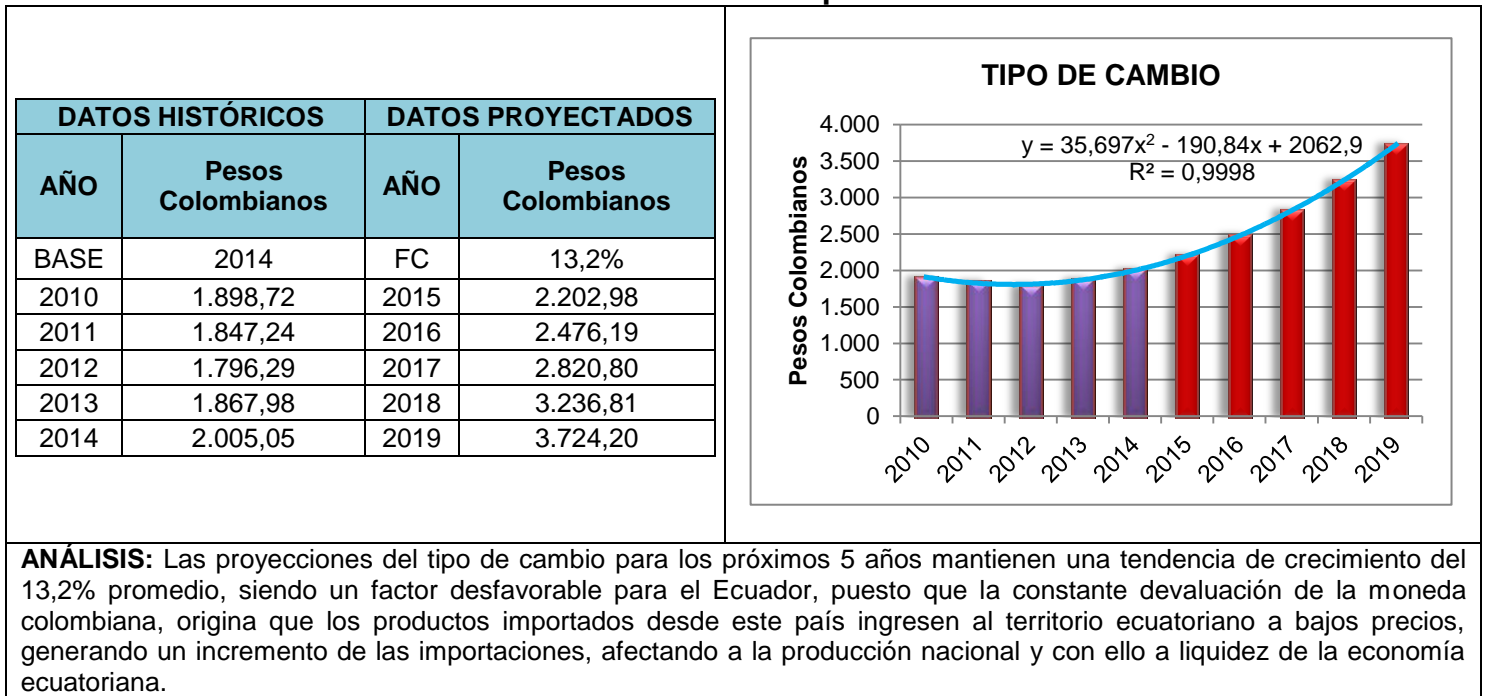 DATOS HISTÓRICOS DATOS PROYECTADOS
AÑO Pesos Colombianos AÑO Pesos Colombianos
BASE 2014 FC 13,2%
2010 1.898,72 2015 2.202,98
2011 1.847,24 2016 2.476,19
2012 1.796,29 2017 2.820,80
2013 1.867,98 2018 3.236,81
2014 2.005,05 2019 3.724,20
TIPO DE CAMBIO
y = 35,697x² - 190,84x + 2062,9
R² = 0,9998
Pesos Colombianos
4.000
3.500
3.000
2.500
2.000
1.500
1.000
500
0
2010 2011 2012 2013 2014 2015 2016 2017 2018 2019
ANÁLISIS: Las proyecciones del tipo de cambio para los próximos 5 años mantienen una tendencia de crecimiento del
13,2% promedio, siendo un factor desfavorable para el Ecuador, puesto que la constante devaluación de la moneda
colombiana, origina que los productos importados desde este país ingresen al territorio ecuatoriano a bajos precios,
generando un incremento de las importaciones, afectando a la producción nacional y con ello a liquidez de la economía
ecuatoriana.